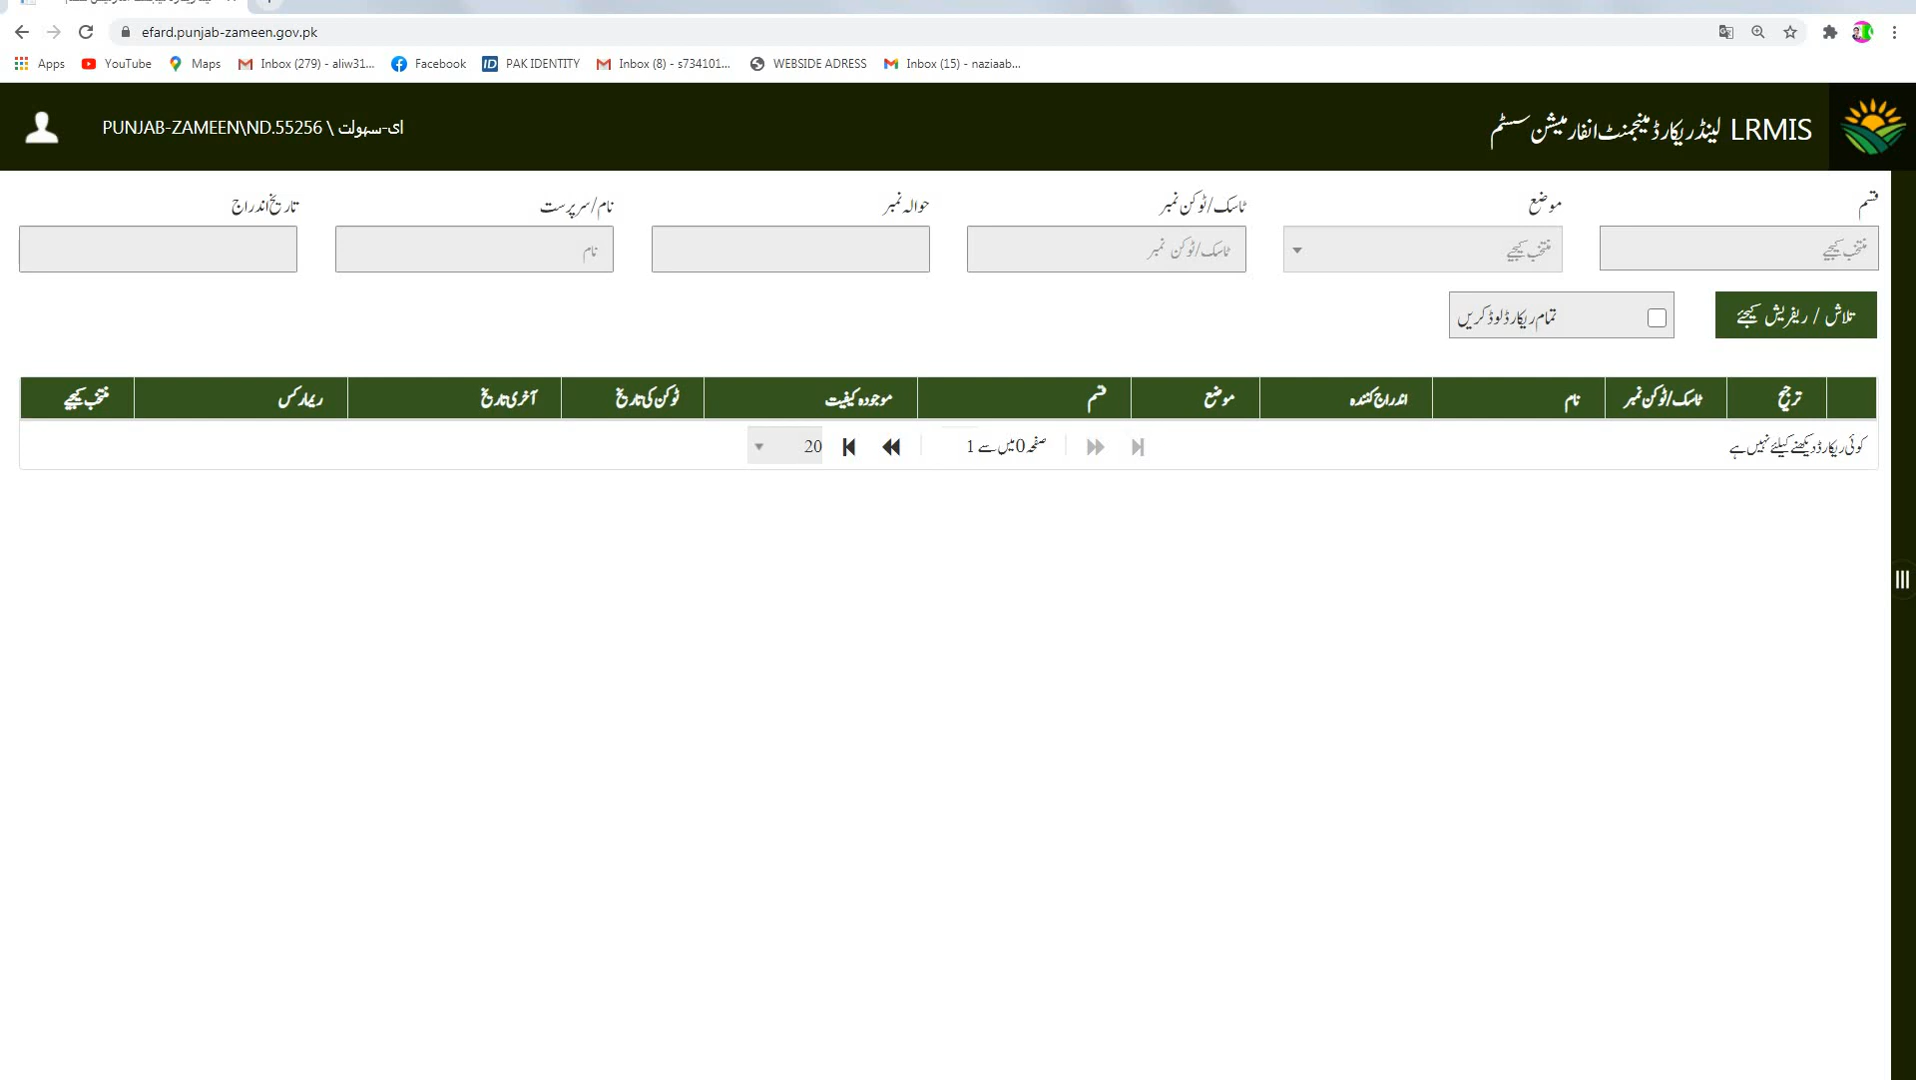 efard.punjab-zameen.gov.pk
Apps YouTube Maps Inbox (279) - aliw31... Facebook PAK IDENTITY Inbox (8) - s734101... WEBSIDE ADRESS Inbox (15) - naziaab...
LRMIS لینڈ ریکارڈ مینجمنٹ انفارمیشن سسٹم
PUNJAB-ZAMEEN\ND.55256 \ ای-سہولت
قسم موضع ٹاسک/ٹوکن نمبر حوالہ نمبر نام/سرپرست تاریخ اندراج
منتخب کیجیے منتخب کیجیے ٹاسک/ٹوکن نمبر نام
تلاش / ریفریش کیجئے تمام ریکارڈ لوڈ کریں
ترجیح ٹاسک/ٹوکن نمبر نام اندراج کنندہ موضع قسم موجودہ کیفیت ٹوکن کی تاریخ آخری تاریخ ریمارکس منتخب کیجیے
کوئی ریکارڈ دیکھنے کیلئے نہیں ہے صفحہ 0 میں سے 1 20